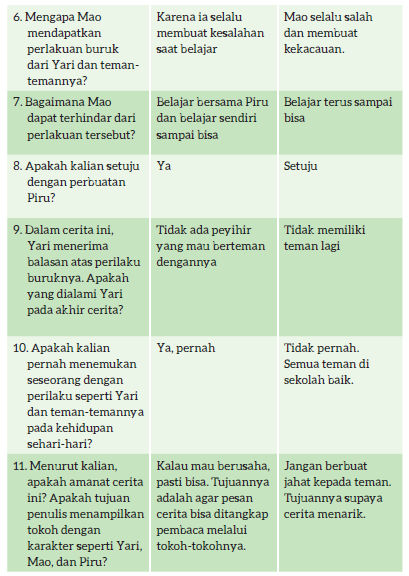 6. Mengapa Mao
mendapatkan
perlakuan buruk
dari Yari dan teman-
temannya?
Karena ia selalu
membuat kesalahan
saat belajar
Mao selalu salah
dan membuat
kekacauan.
7. Bagaimana Mao
dapat terhindar dari
perlakuan tersebut?
Belajar bersama Piru
dan belajar sendiri
sampai bisa
Belajar terus sampai
bisa
8. Apakah kalian setuju
dengan perbuatan
Piru?
Ya
Setuju
9. Dalam cerita ini,
Yari menerima
balasan atas perilaku
buruknya. Apakah
yang dialami Yari
pada akhir cerita?
Tidak ada peyihir
yang mau berteman
dengannya
Tidak memiliki
teman lagi
10. Apakah kalian
pernah menemukan
seseorang dengan
perilaku seperti Yari
dan teman-temannya
pada kehidupan
sehari-hari?
Ya, pernah
Tidak pernah.
Semua teman di
sekolah baik.
11. Menurut kalian,
apakah amanat cerita
ini? Apakah tujuan
penulis menampilkan
tokoh dengan
karakter seperti Yari,
Mao, dan Piru?
Kalau mau berusaha,
pasti bisa. Tujuannya
adalah agar pesan
cerita bisa ditangkap
pembaca melalui
tokoh-tokohnya.
Jangan berbuat
jahat kepada teman.
Tujuannya supaya
cerita menarik.